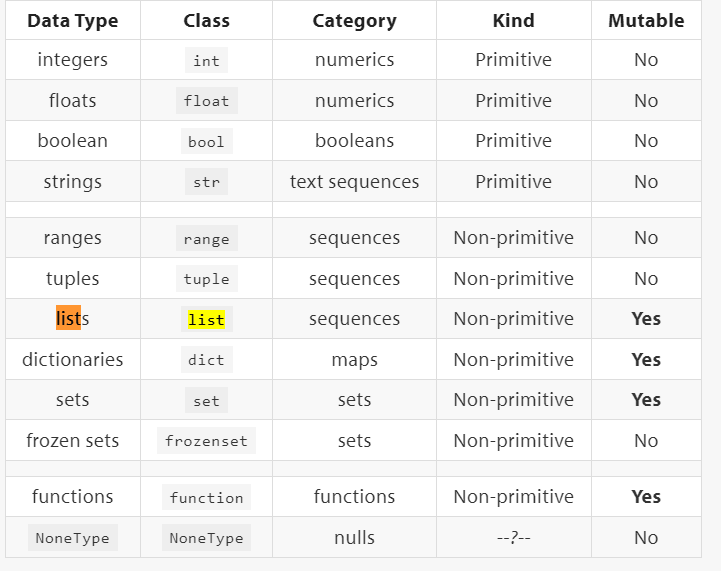 Data Type Class Category Kind Mutable
integers int numerics Primitive No
floats float numerics Primitive No
boolean bool booleans Primitive No
strings str text sequences Primitive No
ranges range sequences Non-primitive No
tuples tuple sequences Non-primitive No
lists list sequences Non-primitive Yes
dictionaries dict maps Non-primitive Yes
sets set sets Non-primitive Yes
frozen sets frozenset sets Non-primitive No
functions function functions Non-primitive Yes
NoneType NoneType nulls --?-- No